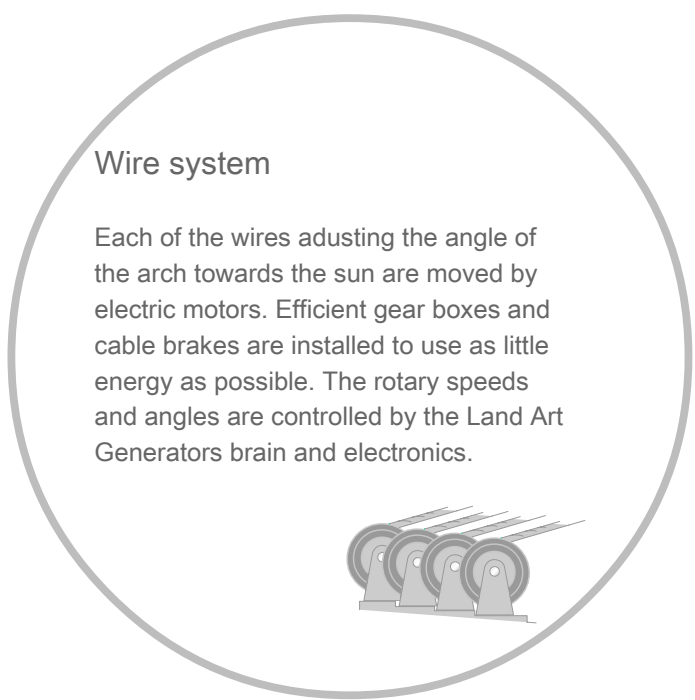 Wire system
Each of the wires adusting the angle of
the arch towards the sun are moved by
electric motors. Efficient gear boxes and
cable brakes are installed to use as little
energy as possible. The rotary speeds
and angles are controlled by the Land Art
Generators brain and electronics.